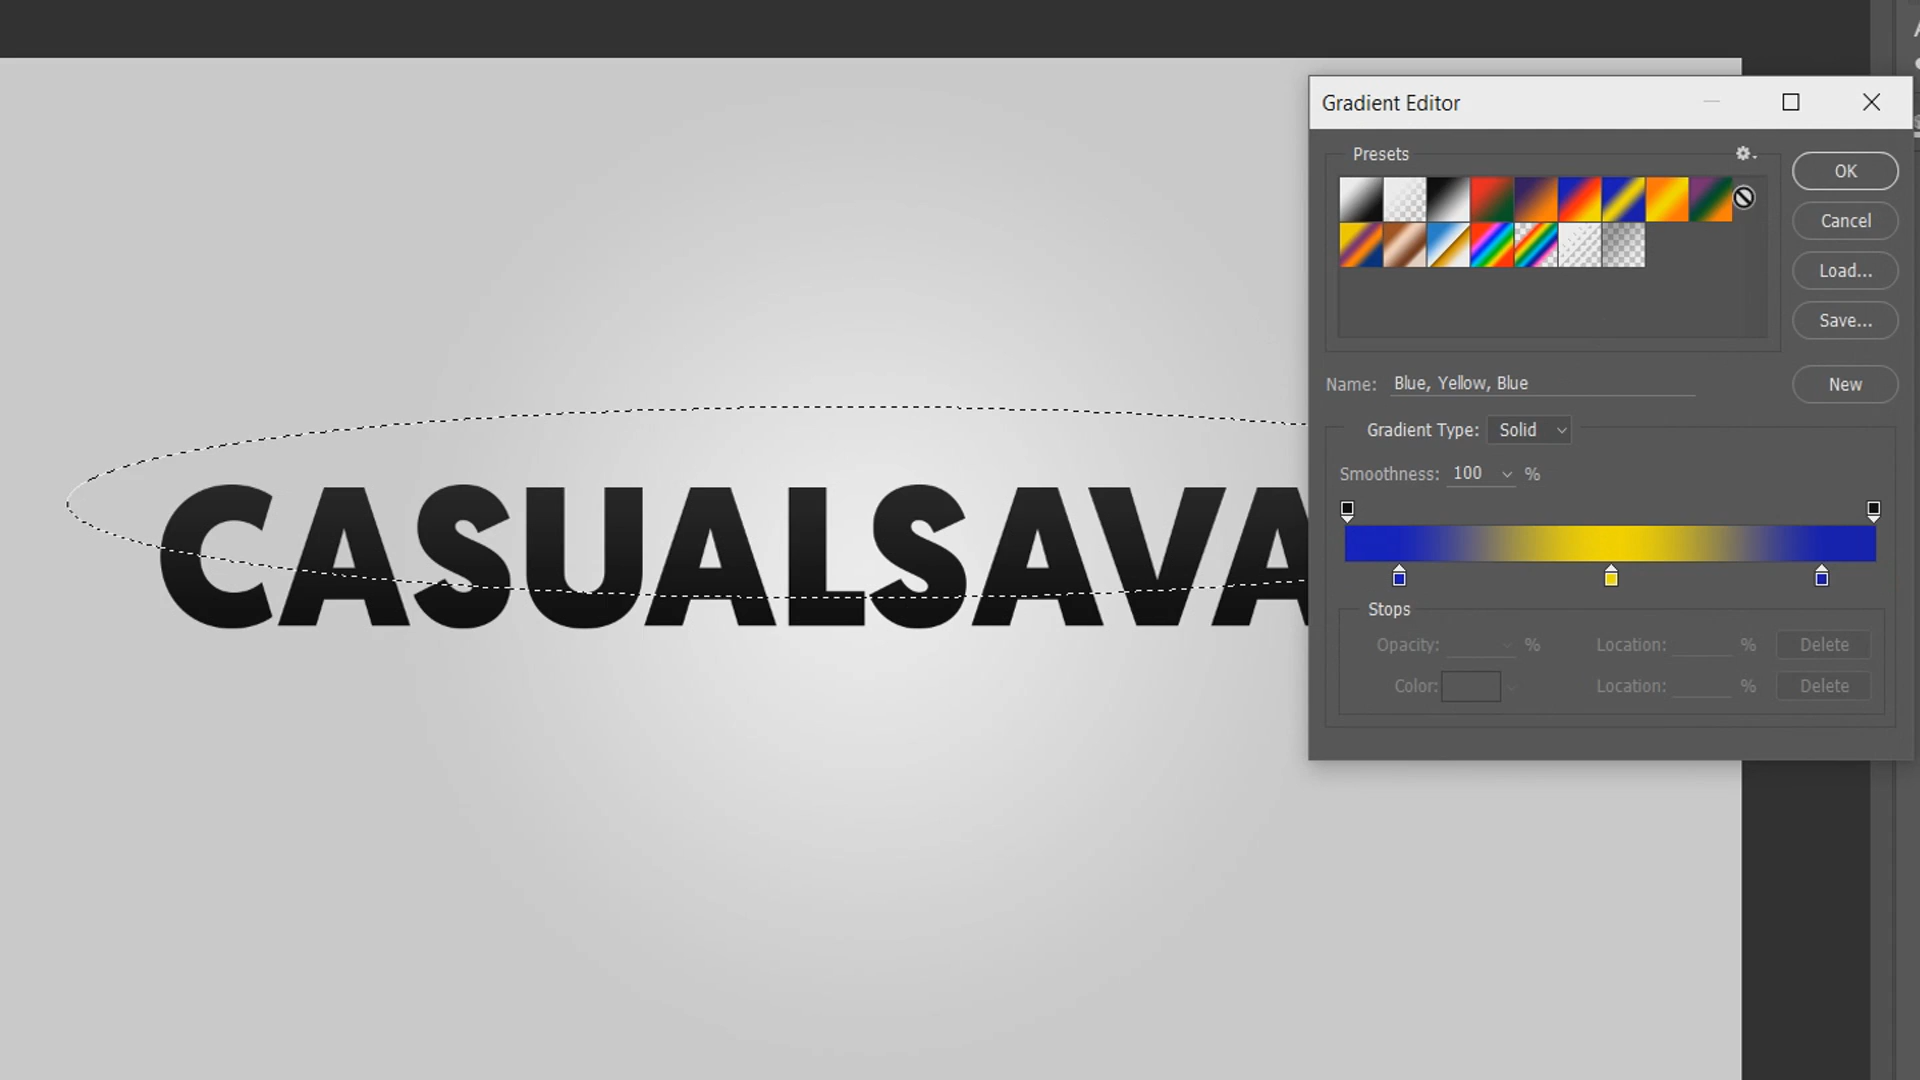 Gradient Editor
Presets
OK
Cancel
Load...
Save...
Name: Blue, Yellow, Blue
New
Gradient Type: Solid
Smoothness: 100 %
CASUALSAVA
Stops
Opacity: % Location: % Delete
Color: Location: % Delete